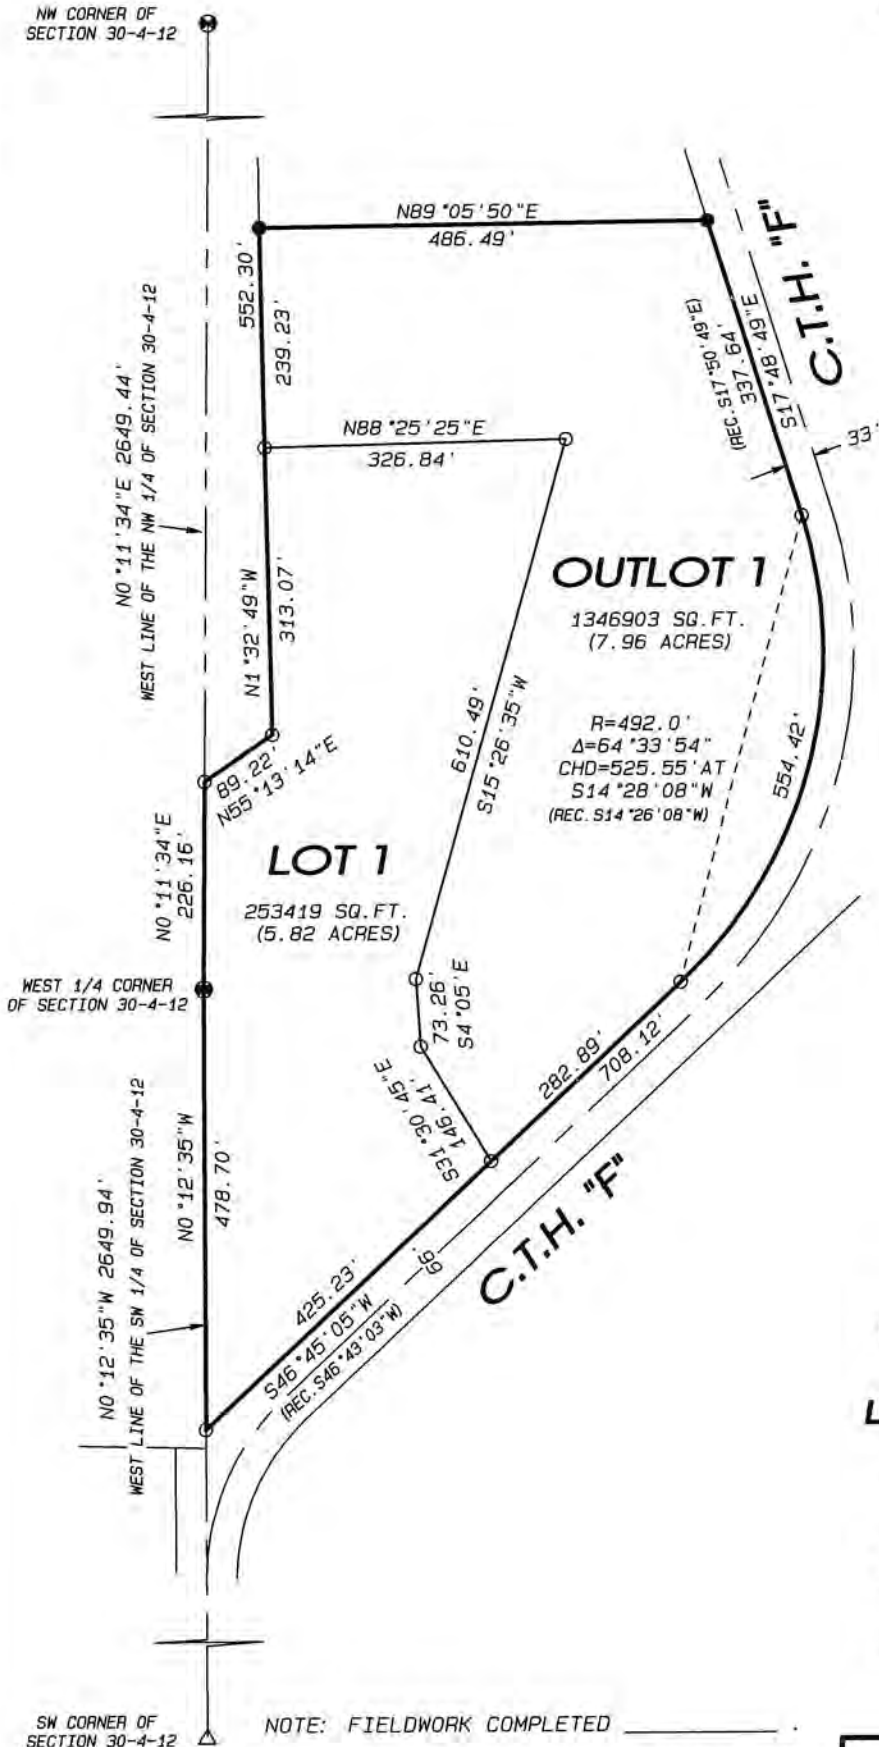 NW CORNER OF
SECTION 30-4-12
N89°05'50"E
486.49'
C.T.H. "F"
552.30'
239.23'
(REC. S17°50'49"E)
337.64'
S17°48'49"E
33'
N0°11'34"E 2649.44'
WEST LINE OF THE NW 1/4 OF SECTION 30-4-12
N88°25'25"E
326.84'
OUTLOT 1
1346903 SQ.FT.
(7.96 ACRES)
N1°32'49"W
313.07'
610.49'
S15°26'35"W
R=492.0'
Δ=64°33'54"
CHD=525.55'AT
S14°28'08"W
(REC. S14°26'08"W)
554.42'
89.22'
N55°13'14"E
N0°11'34"E
226.16'
LOT 1
253419 SQ.FT.
(5.82 ACRES)
WEST 1/4 CORNER
OF SECTION 30-4-12
73.26'
S4°05'E
S31°30'45"E
146.41'
282.89'
708.12'
N0°12'35"W
478.70'
N0°12'35"W 2649.94'
WEST LINE OF THE SW 1/4 OF SECTION 30-4-12
425.23'
66'
S46°45'05"W
(REC. S46°43'03"W)
C.T.H. "F"
L
SW CORNER OF
SECTION 30-4-12
NOTE: FIELDWORK COMPLETED ________ .